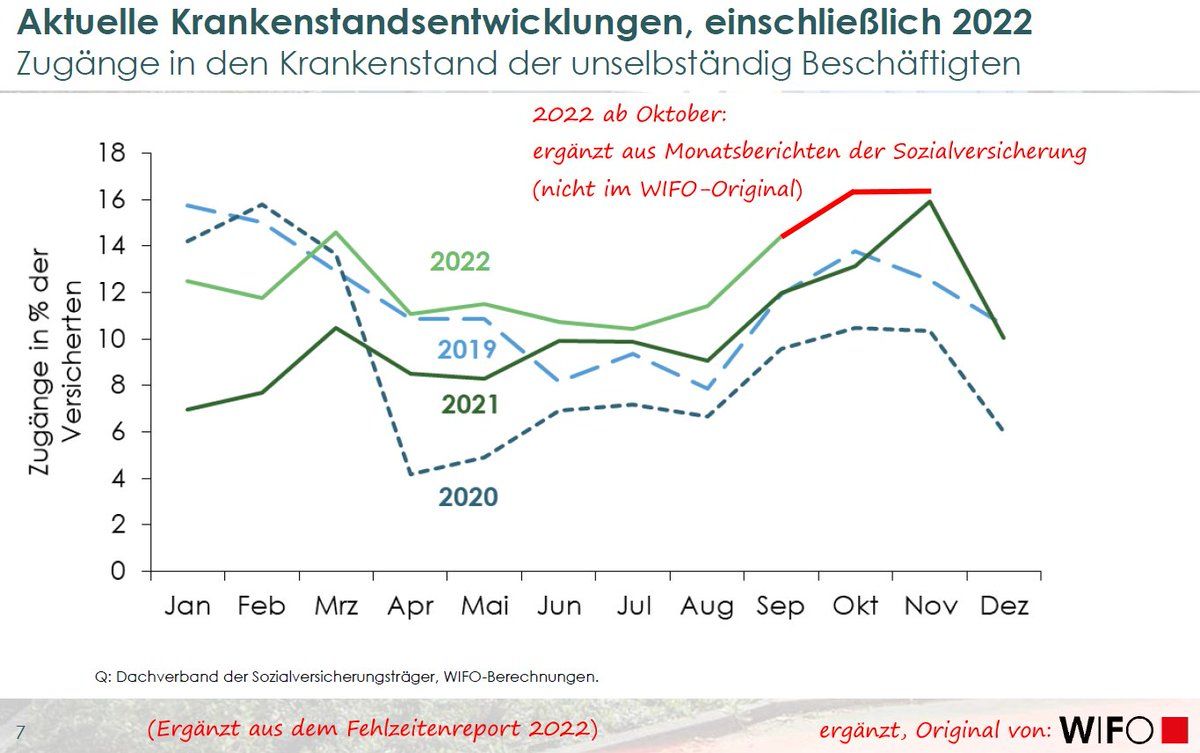 Aktuelle Krankenstandsentwicklungen, einschließlich 2022
Zugänge in den Krankenstand der unselbständig Beschäftigten
2022 ab Oktober:
ergänzt aus Monatsberichten der Sozialversicherung
(nicht im WIFO-Original)
18
16
14
12
10
8
6
4
2
0
Zugänge in % der
Versicherten
2022
2019
2021
2020
Jan Feb Mrz Apr Mai Jun Jul Aug Sep Okt Nov Dez
Q: Dachverband der Sozialversicherungsträger, WIFO-Berechnungen.
7 (Ergänzt aus dem Fehlzeitenreport 2022) ergänzt, Original von: WIFO